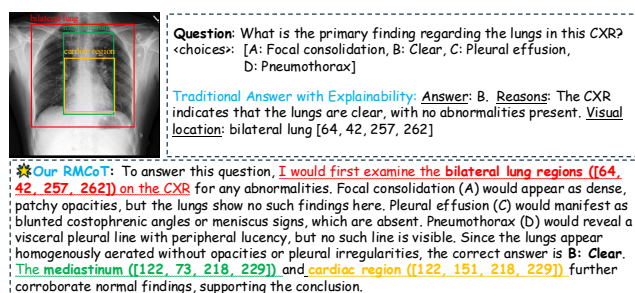 bilateral lung
cardiac region
Question: What is the primary finding regarding the lungs in this CXR?
<choices>: [A: Focal consolidation, B: Clear, C: Pleural effusion,
D: Pneumothorax]
Traditional Answer with Explainability: Answer: B. Reasons: The CXR
indicates that the lungs are clear, with no abnormalities present. Visual
location: bilateral lung [64, 42, 257, 262]
Our RMCoT: To answer this question, I would first examine the bilateral lung regions ([64,
42, 257, 262]) on the CXR for any abnormalities. Focal consolidation (A) would appear as dense,
patchy opacities, but the lungs show no such findings here. Pleural effusion (C) would manifest as
blunted costophrenic angles or meniscus signs, which are absent. Pneumothorax (D) would reveal a
visceral pleural line with peripheral lucency, but no such line is visible. Since the lungs appear
homogenously aerated without opacities or pleural irregularities, the correct answer is B: Clear.
The mediastinum ([122, 73, 218, 229]) and cardiac region ([122, 151, 218, 229]) further
corroborate normal findings, supporting the conclusion.